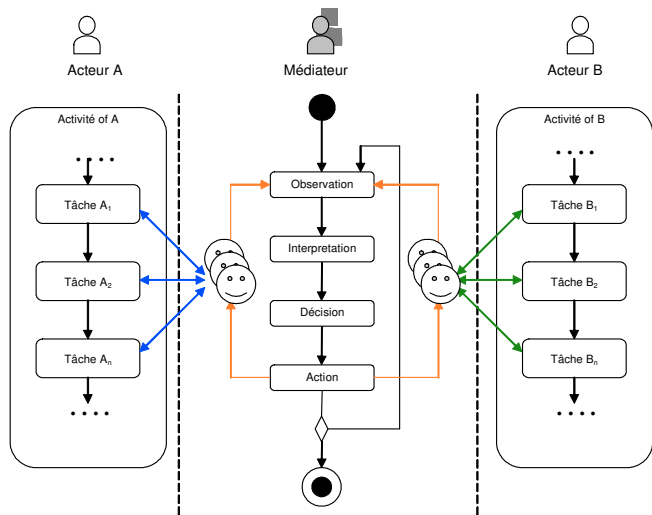 Acteur A
Médiateur
Acteur B
Activité of A
Activité of B
. . . .
. . . .
Observation
Tâche A1
Tâche B1
Interpretation
Tâche A2
Tâche B2
Décision
Tâche An
Tâche Bn
Action
. . . .
. . . .